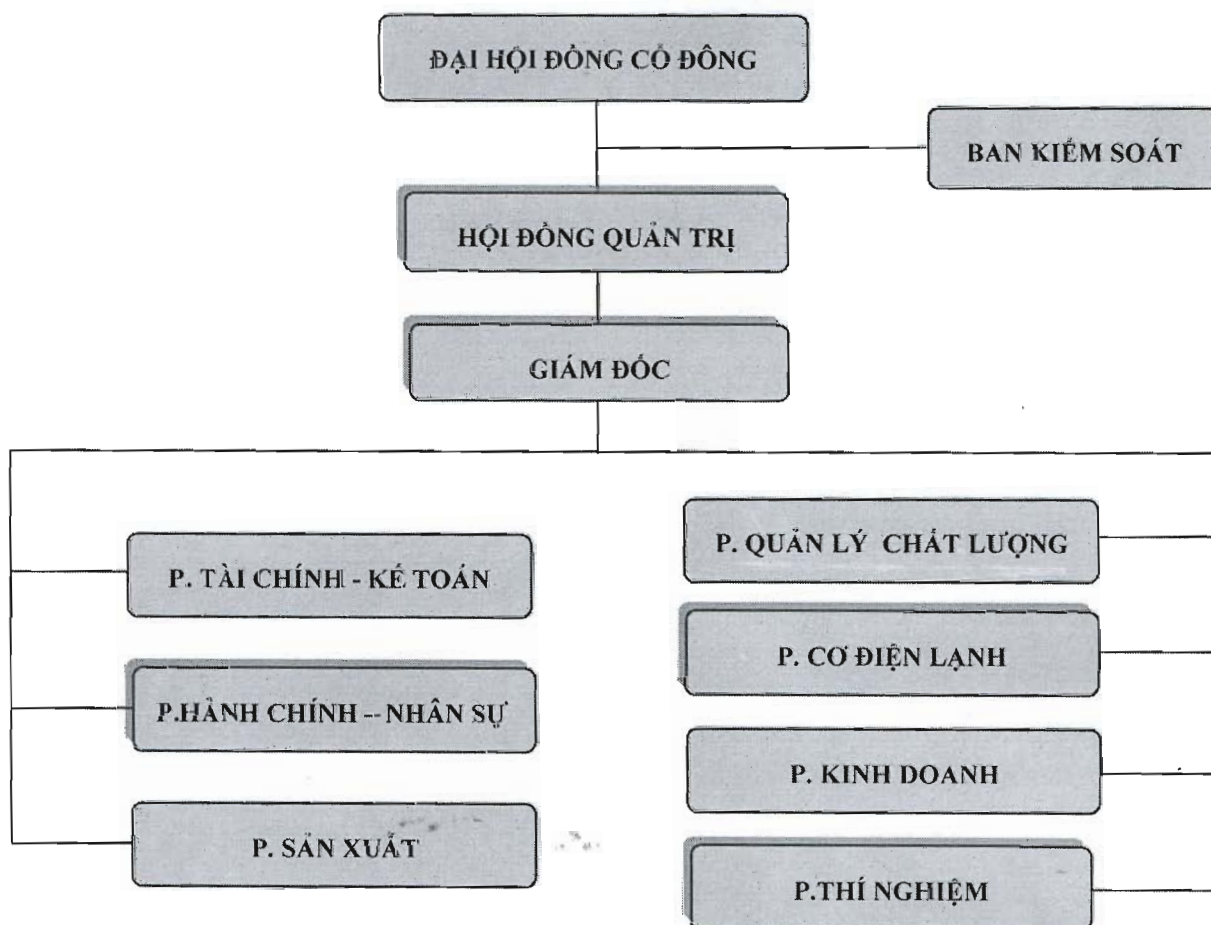 ĐẠI HỘI ĐỒNG CỔ ĐÔNG
BAN KIỂM SOÁT
HỘI ĐỒNG QUẢN TRỊ
GIÁM ĐỐC
P. TÀI CHÍNH - KẾ TOÁN
P.HÀNH CHÍNH -- NHÂN SỰ
P. SẢN XUẤT
P. QUẢN LÝ CHẤT LƯỢNG
P. CƠ ĐIỆN LẠNH
P. KINH DOANH
P.THÍ NGHIỆM